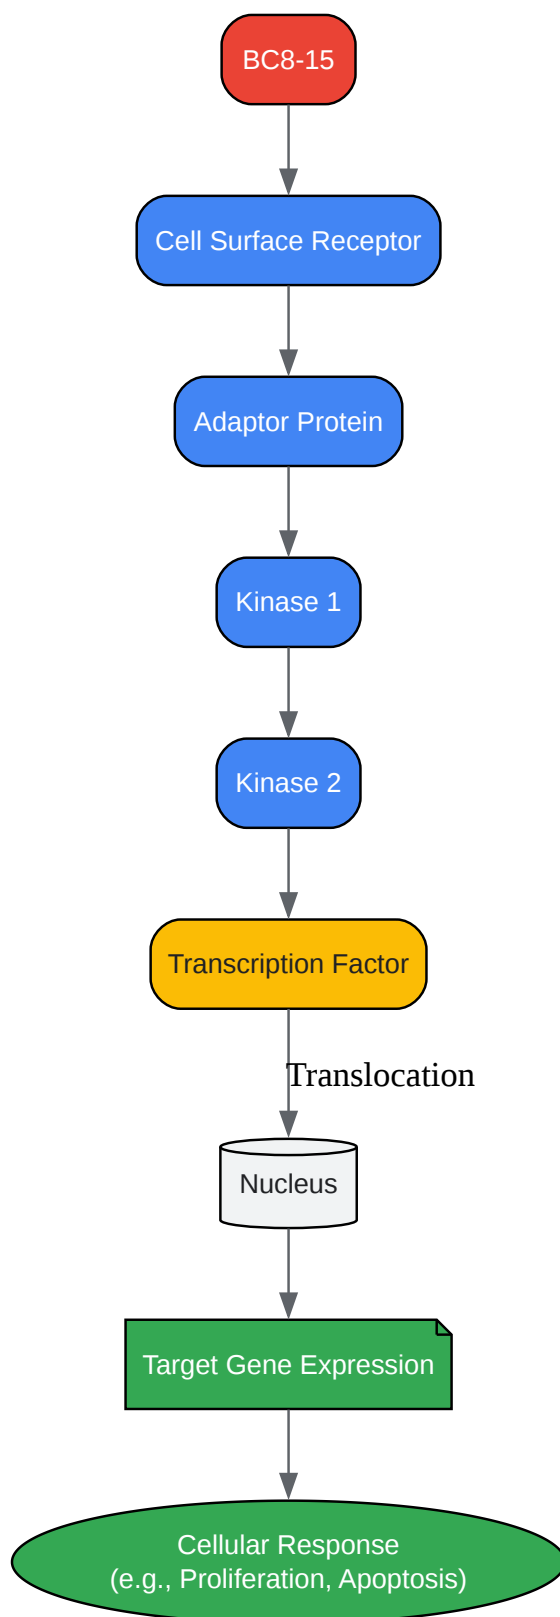 BC8-15
Cell Surface Receptor
Adaptor Protein
Kinase 1
Kinase 2
Transcription Factor
Translocation
Nucleus
Target Gene Expression
Cellular Response
(e.g., Proliferation, Apoptosis)